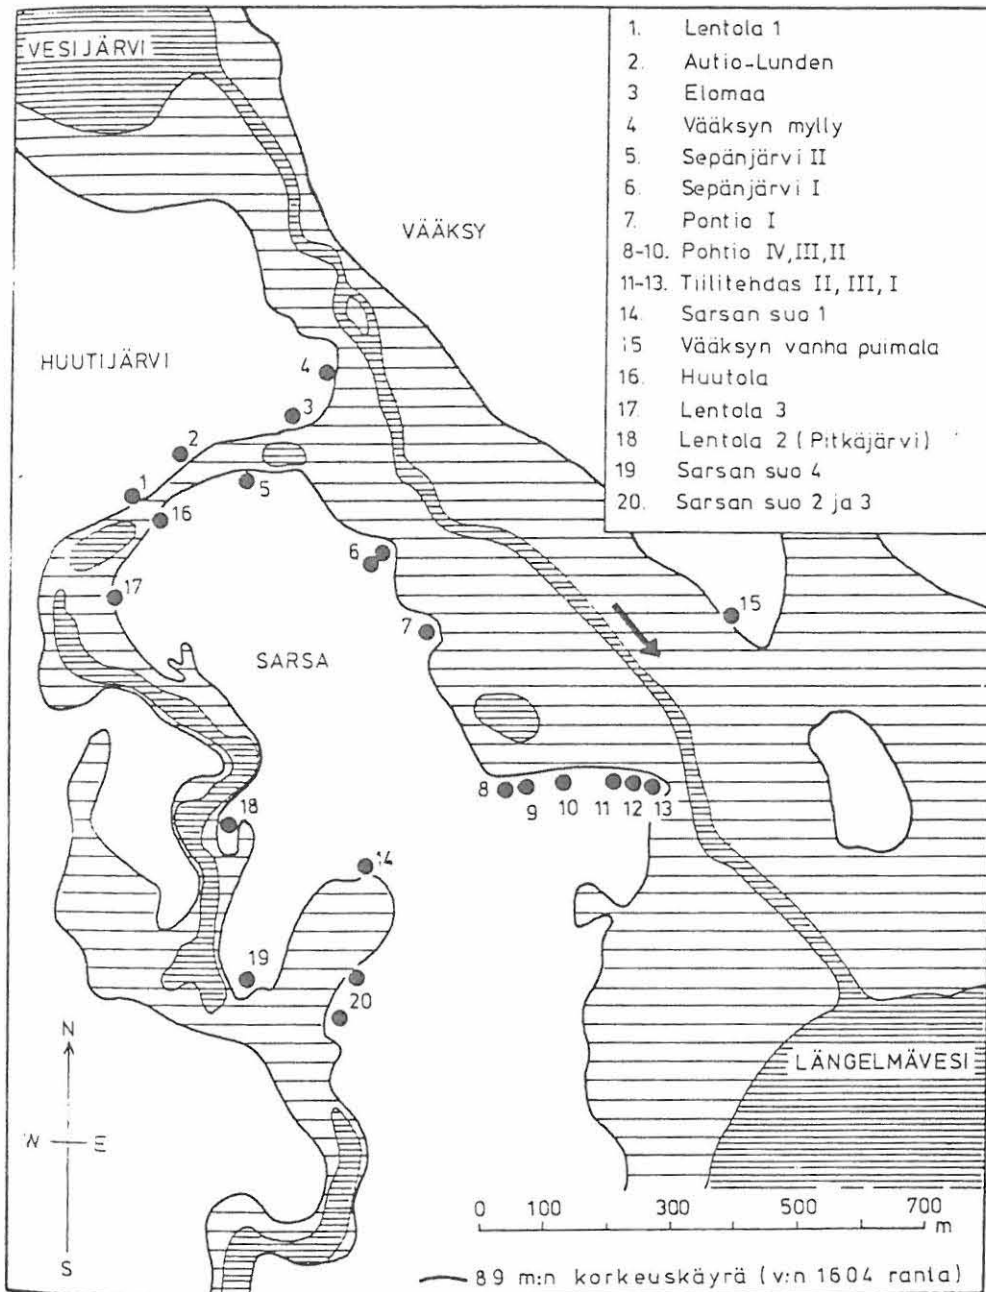 VESIJÄRVI
1. Lentola 1
2. Autio-Lunden
3 Elomaa
4 Vääksyn mylly
5. Sepänjärvi II
6. Sepänjärvi I
7. Pontio I
8-10. Pohtio IV, III, II
11-13. Tiilitehdas II, III, I
14. Sarsan suo 1
15 Vääksyn vanha puimala
16. Huutola
17. Lentola 3
18 Lentola 2 (Pitkäjärvi)
19 Sarsan suo 4
20. Sarsan suo 2 ja 3
VÄÄKSY
HUUTIJÄRVI
4
3
2
5
1
16
6
17
15
7
SARSA
8
9
10
11
12
13
18
14
19
20
N
W E
S
LÄNGELMÄVESI
0 100 300 500 700
m
89 m:n korkeuskäyrä (v:n 1604 ranta)